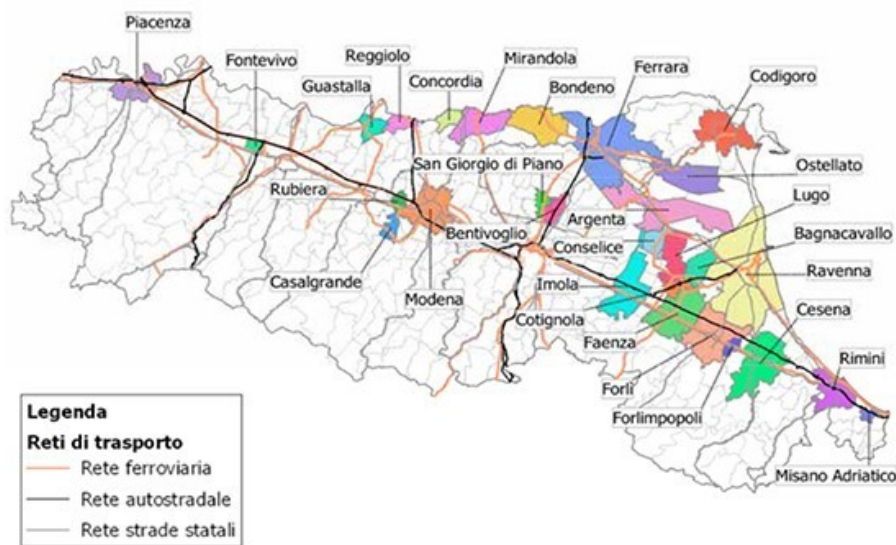 Piacenza
Fontevivo
Reggiolo
Guastalla
Concordia
Mirandola
Bondeno
Ferrara
Codigoro
San Giorgio di Piano
Ostellato
Rubiera
Argenta
Lugo
Bentivoglio
Conselice
Bagnacavallo
Casalgrande
Modena
Imola
Ravenna
Cotignola
Cesena
Faenza
Rimini
Forlì
Forlimpopoli
Misano Adriatico
Legenda
Reti di trasporto
Rete ferroviaria
Rete autostradale
Rete strade statali